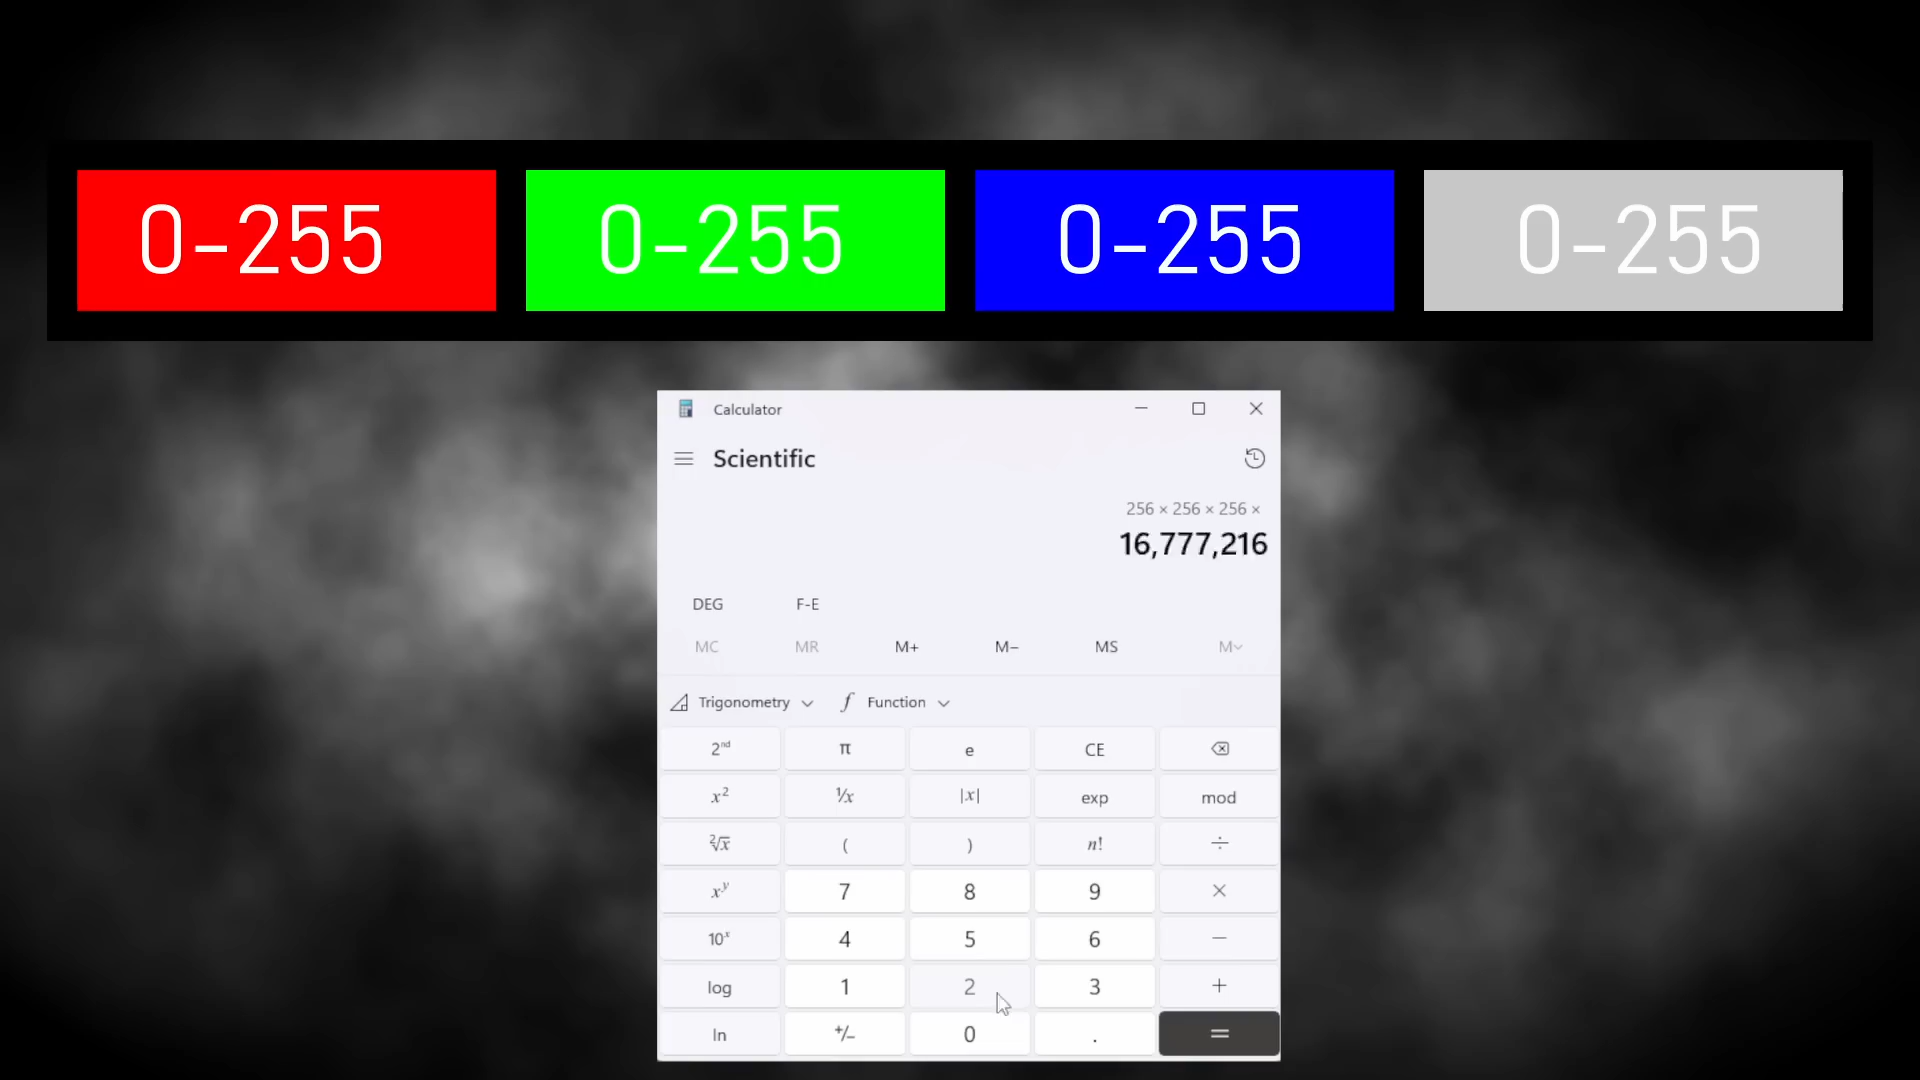 0-255 0-255 0-255 0-255
Calculator
Scientific
256 × 256 × 256 ×
16,777,216
DEG F-E
MC MR M+ M− MS M
Trigonometry f Function
2ⁿᵈ π e CE
x² ¹/x |x| exp mod
²√x ( ) n! ÷
xʸ 7 8 9 ×
10ˣ 4 5 6 −
log 1 2 3 +
ln +/− 0 . =